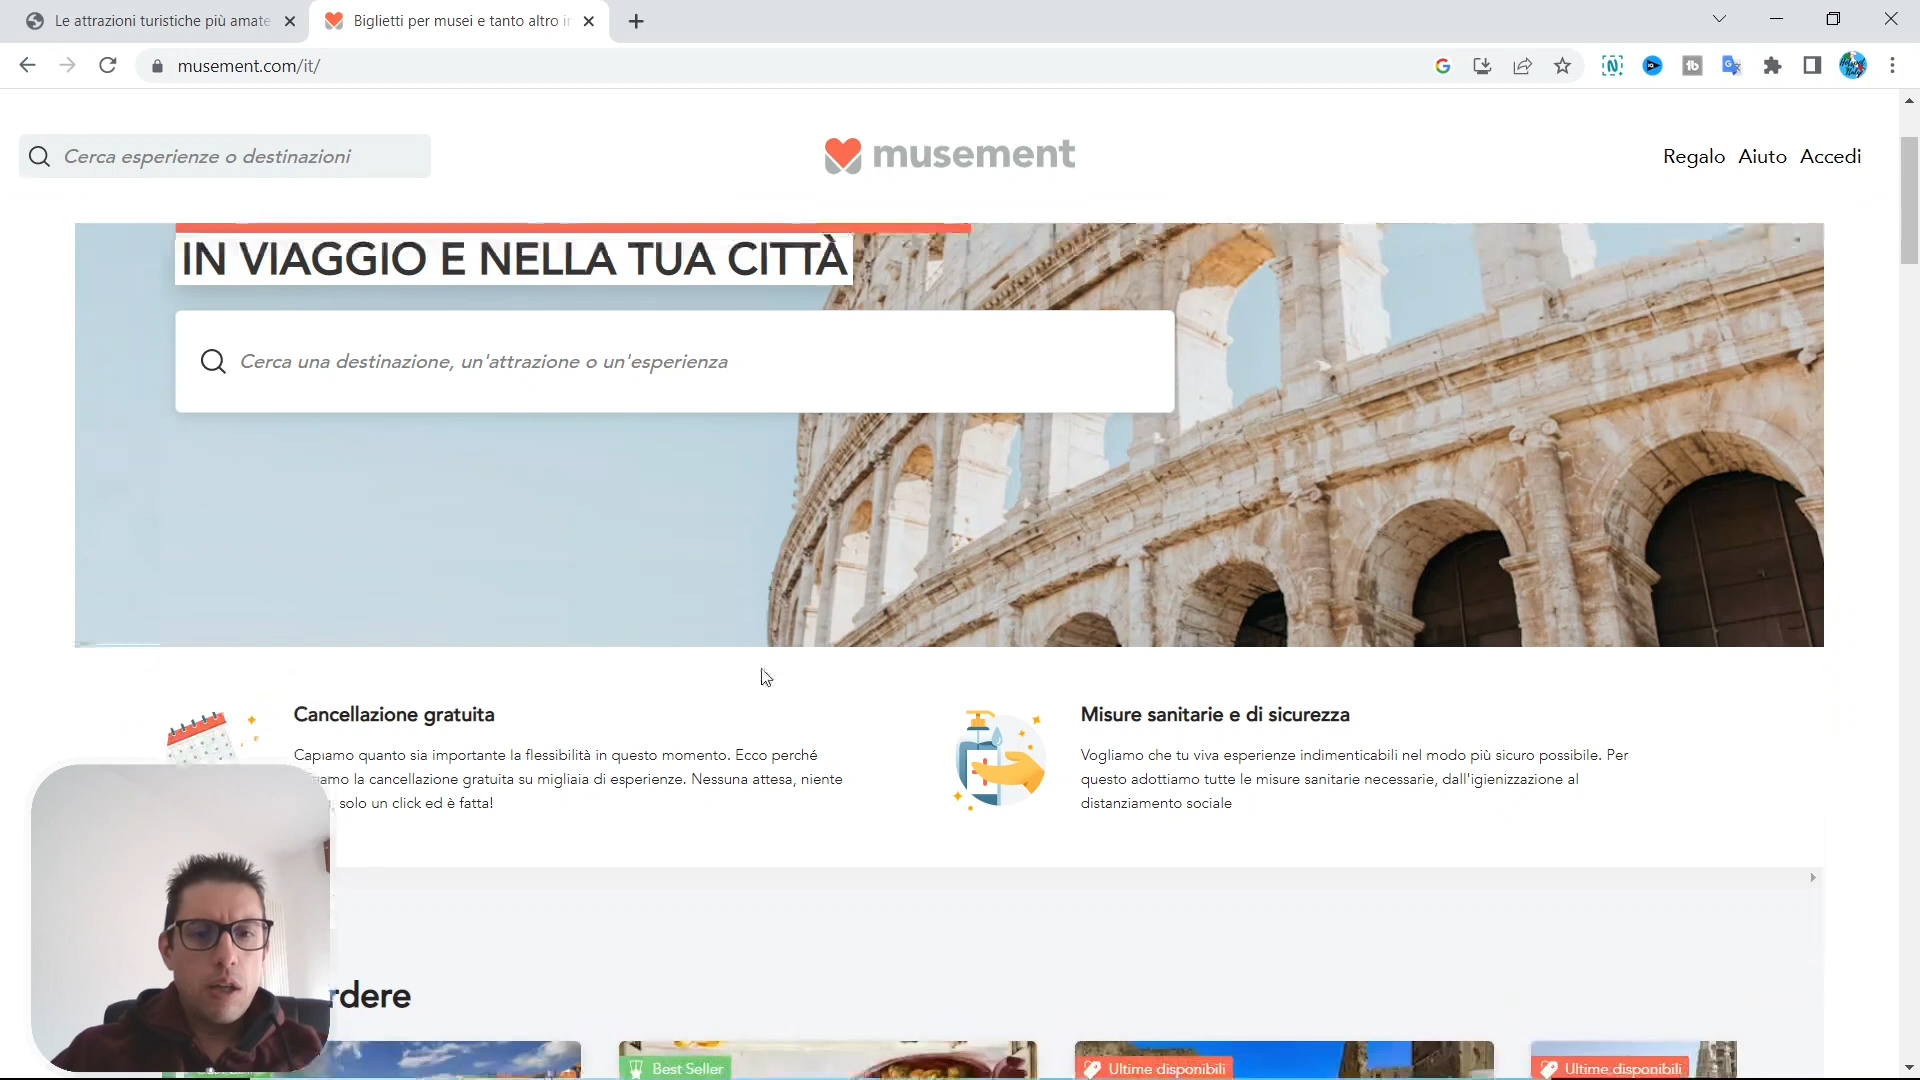 Le attrazioni turistiche più amate
Biglietti per musei e tanto altro in
musement.com/it/
Cerca esperienze o destinazioni
musement
Regalo Aiuto Accedi
IN VIAGGIO E NELLA TUA CITTÀ
Cerca una destinazione, un'attrazione o un'esperienza
Cancellazione gratuita
Capiamo quanto sia importante la flessibilità in questo momento. Ecco perché
amo la cancellazione gratuita su migliaia di esperienze. Nessuna attesa, niente
solo un click ed è fatta!
Misure sanitarie e di sicurezza
Vogliamo che tu viva esperienze indimenticabili nel modo più sicuro possibile. Per
questo adottiamo tutte le misure sanitarie necessarie, dall'igienizzazione al
distanziamento sociale
rdere
Best Seller
Ultime disponibili
Ultime disponibili